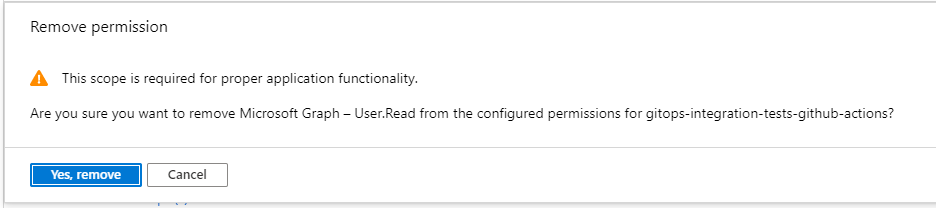 Remove permission
This scope is required for proper application functionality.
Are you sure you want to remove Microsoft Graph – User.Read from the configured permissions for gitops-integration-tests-github-actions?
Yes, remove
Cancel